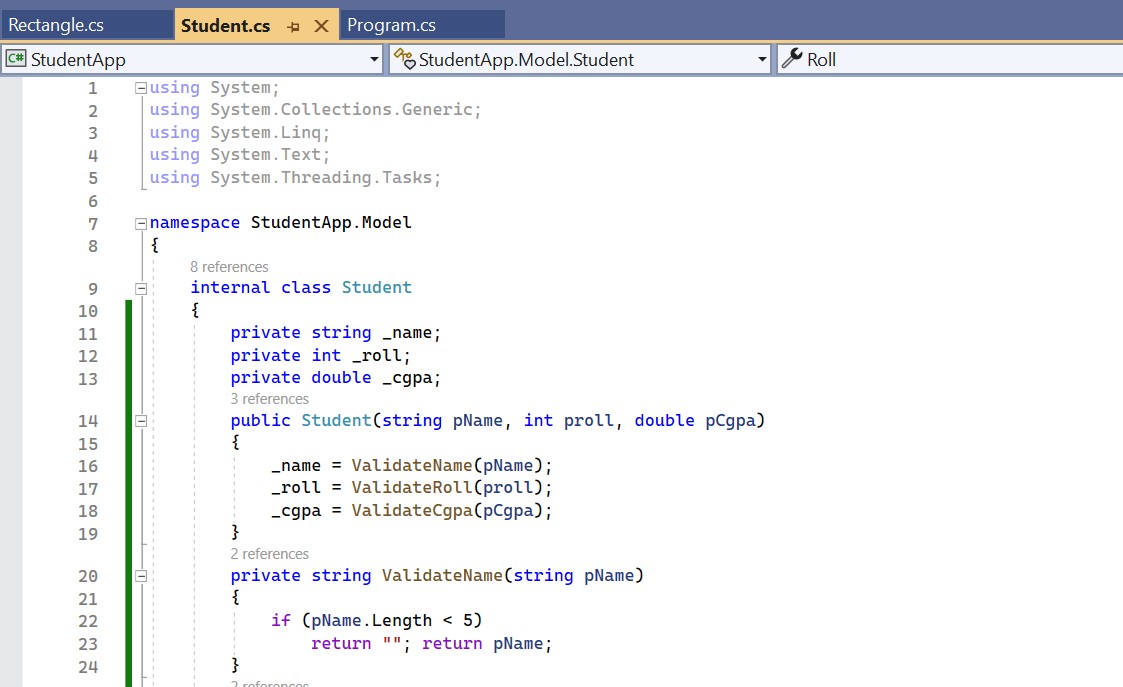 Rectangle.cs Student.cs Program.cs
C# StudentApp StudentApp.Model.Student Roll
1 using System;
2 using System.Collections.Generic;
3 using System.Linq;
4 using System.Text;
5 using System.Threading.Tasks;
6
7 namespace StudentApp.Model
8 {
8 references
9 internal class Student
10 {
11 private string _name;
12 private int _roll;
13 private double _cgpa;
3 references
14 public Student(string pName, int proll, double pCgpa)
15 {
16 _name = ValidateName(pName);
17 _roll = ValidateRoll(proll);
18 _cgpa = ValidateCgpa(pCgpa);
19 }
2 references
20 private string ValidateName(string pName)
21 {
22 if (pName.Length < 5)
23 return ""; return pName;
24 }
2 references